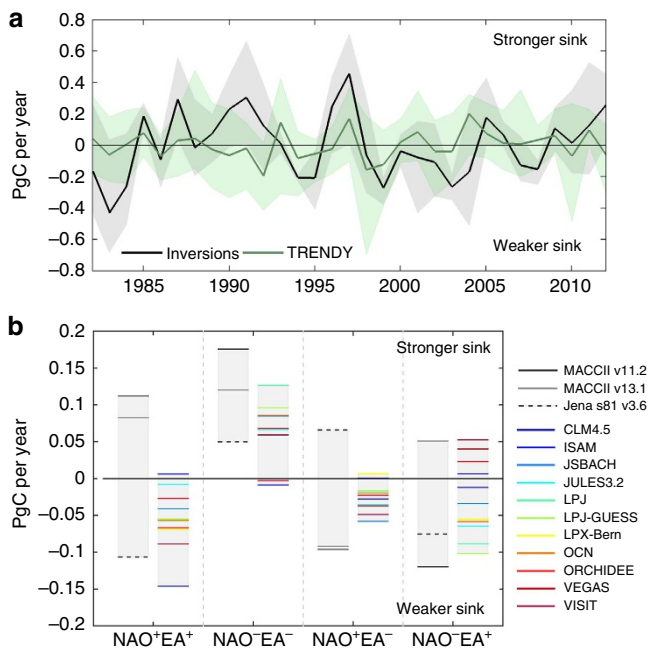 a
0.8
Stronger sink
0.6
0.4
0.2
0
−0.2
−0.4
−0.6
−0.8
PgC per year
Inversions
TRENDY
Weaker sink
1985
1990
1995
2000
2005
2010
b
0.2
Stronger sink
0.15
0.1
0.05
0
−0.05
−0.1
−0.15
−0.2
PgC per year
Weaker sink
NAO⁺EA⁺
NAO⁻EA⁻
NAO⁺EA⁻
NAO⁻EA⁺
MACCII v11.2
MACCII v13.1
Jena s81 v3.6
CLM4.5
ISAM
JSBACH
JULES3.2
LPJ
LPJ-GUESS
LPX-Bern
OCN
ORCHIDEE
VEGAS
VISIT